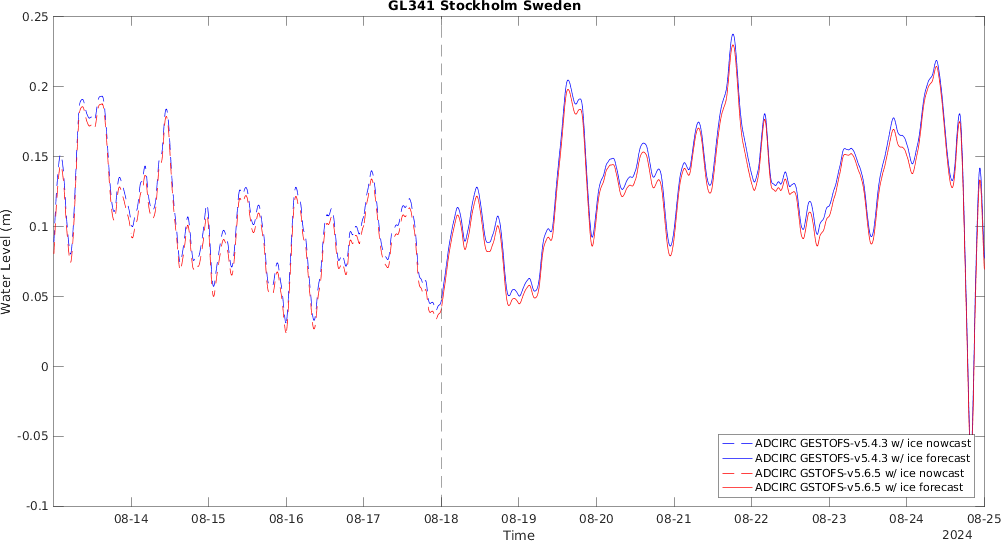 GL341 Stockholm Sweden
Water Level (m)
0.25
0.2
0.15
0.1
0.05
0
-0.05
-0.1
ADCIRC GESTOFS-v5.4.3 w/ ice nowcast
ADCIRC GESTOFS-v5.4.3 w/ ice forecast
ADCIRC GSTOFS-v5.6.5 w/ ice nowcast
ADCIRC GSTOFS-v5.6.5 w/ ice forecast
08-14 08-15 08-16 08-17 08-18 08-19 08-20 08-21 08-22 08-23 08-24 08-25
Time
2024